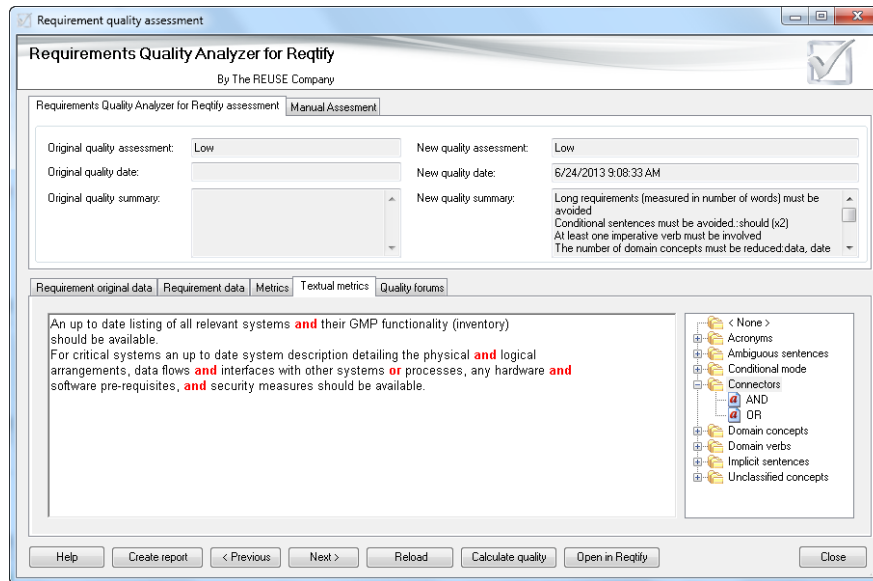 Requirement quality assessment
Requirements Quality Analyzer for Reqtify
By The REUSE Company
Requirements Quality Analyzer for Reqtify assessment
Manual Assesment
Original quality assessment:
Low
New quality assessment:
Low
Original quality date:
New quality date:
6/24/2013 9:08:33 AM
Original quality summary:
New quality summary:
Long requirements (measured in number of words) must be
avoided
Conditional sentences must be avoided.:should (x2)
At least one imperative verb must be involved
The number of domain concepts must be reduced:data, date
Requirement original data
Requirement data
Metrics
Textual metrics
Quality forums
An up to date listing of all relevant systems and their GMP functionality (inventory)
should be available.
For critical systems an up to date system description detailing the physical and logical
arrangements, data flows and interfaces with other systems or processes, any hardware and
software pre-requisites, and security measures should be available.
< None >
Acronyms
Ambiguous sentences
Conditional mode
Connectors
AND
OR
Domain concepts
Domain verbs
Implicit sentences
Unclassified concepts
Help
Create report
< Previous
Next >
Reload
Calculate quality
Open in Reqtify
Close